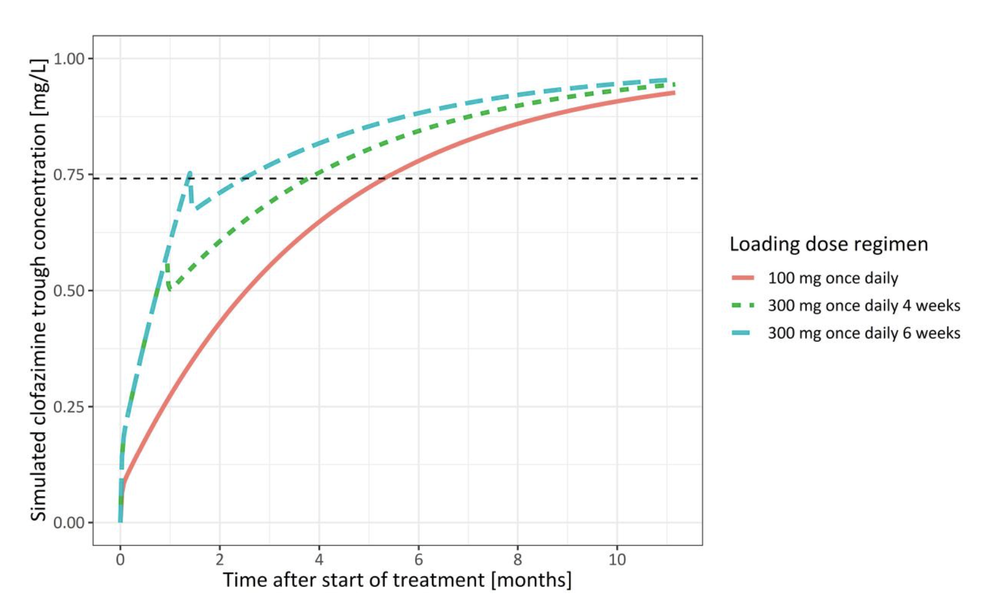 Simulated clofazimine trough concentration [mg/L]
1.00
0.75
0.50
0.25
0.00
0 2 4 6 8 10
Time after start of treatment [months]
Loading dose regimen
100 mg once daily
300 mg once daily 4 weeks
300 mg once daily 6 weeks